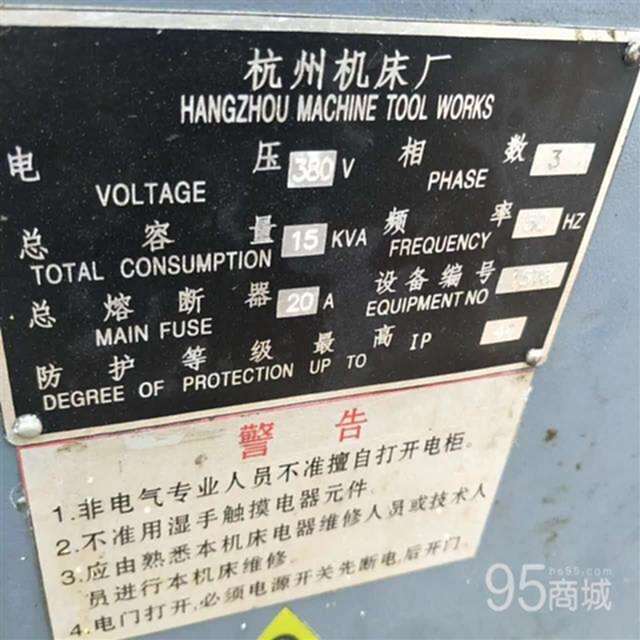 杭州机床厂
HANGZHOU MACHINE TOOL WORKS
电 压 380 V 相 数 3
VOLTAGE PHASE
总 容 量 15 KVA 频 率 HZ
TOTAL CONSUMPTION FREQUENCY
总 熔 断 器 20 A 设备编号
MAIN FUSE EQUIPMENT NO
防 护 等 级 最 高 IP
DEGREE OF PROTECTION UP TO
警 告
1.非电气专业人员不准擅自打开电柜.
2.不准用湿手触摸电器元件.
3.应由熟悉本机床电器维修人员或技术人
员进行本机床维修.
4.电门打开,必须电源开关先断电,后开门.
95商城
he95.com